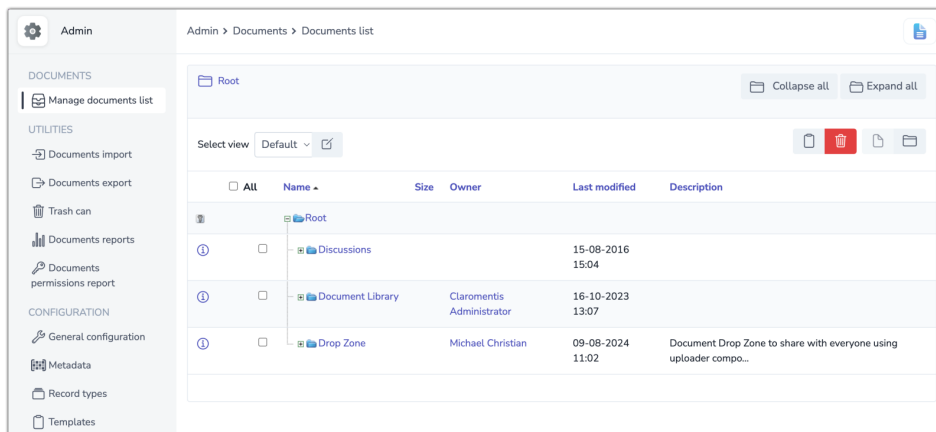 Admin
Admin > Documents > Documents list
DOCUMENTS
Manage documents list
UTILITIES
Documents import
Documents export
Trash can
Documents reports
Documents
permissions report
CONFIGURATION
General configuration
Metadata
Record types
Templates
Root
Collapse all
Expand all
Select view Default
All Name Size Owner Last modified Description
Root
Discussions 15-08-2016
15:04
Document Library Claromentis 16-10-2023
Administrator 13:07
Drop Zone Michael Christian 09-08-2024 Document Drop Zone to share with everyone using
11:02 uploader compo...